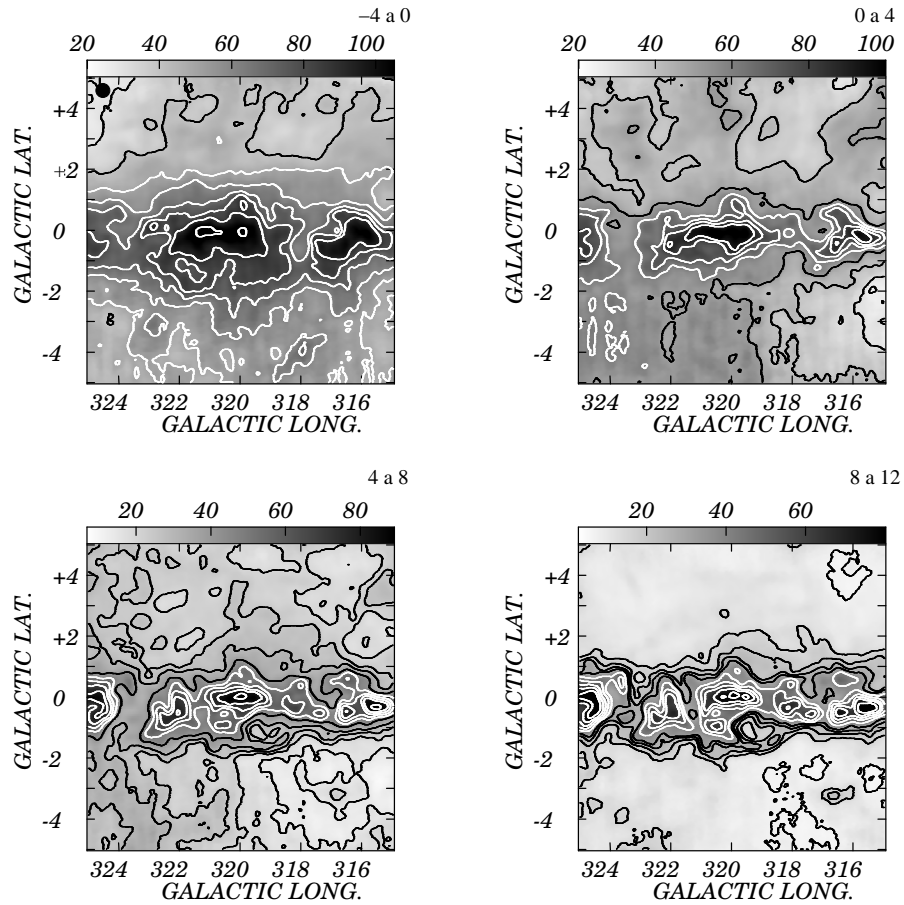 −4 a 0
20 40 60 80 100
GALACTIC LAT.
+4
+2
0
-2
-4
324 322 320 318 316
GALACTIC LONG.
0 a 4
20 40 60 80 100
GALACTIC LAT.
+4
+2
0
-2
-4
324 322 320 318 316
GALACTIC LONG.
4 a 8
20 40 60 80
GALACTIC LAT.
+4
+2
0
-2
-4
324 322 320 318 316
GALACTIC LONG.
8 a 12
20 40 60
GALACTIC LAT.
+4
+2
0
-2
-4
324 322 320 318 316
GALACTIC LONG.